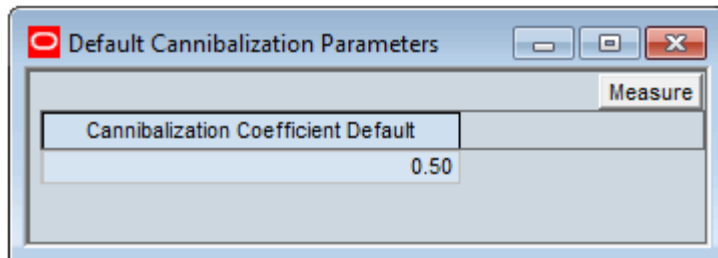 Default Cannibalization Parameters
Measure
Cannibalization Coefficient Default
0.50